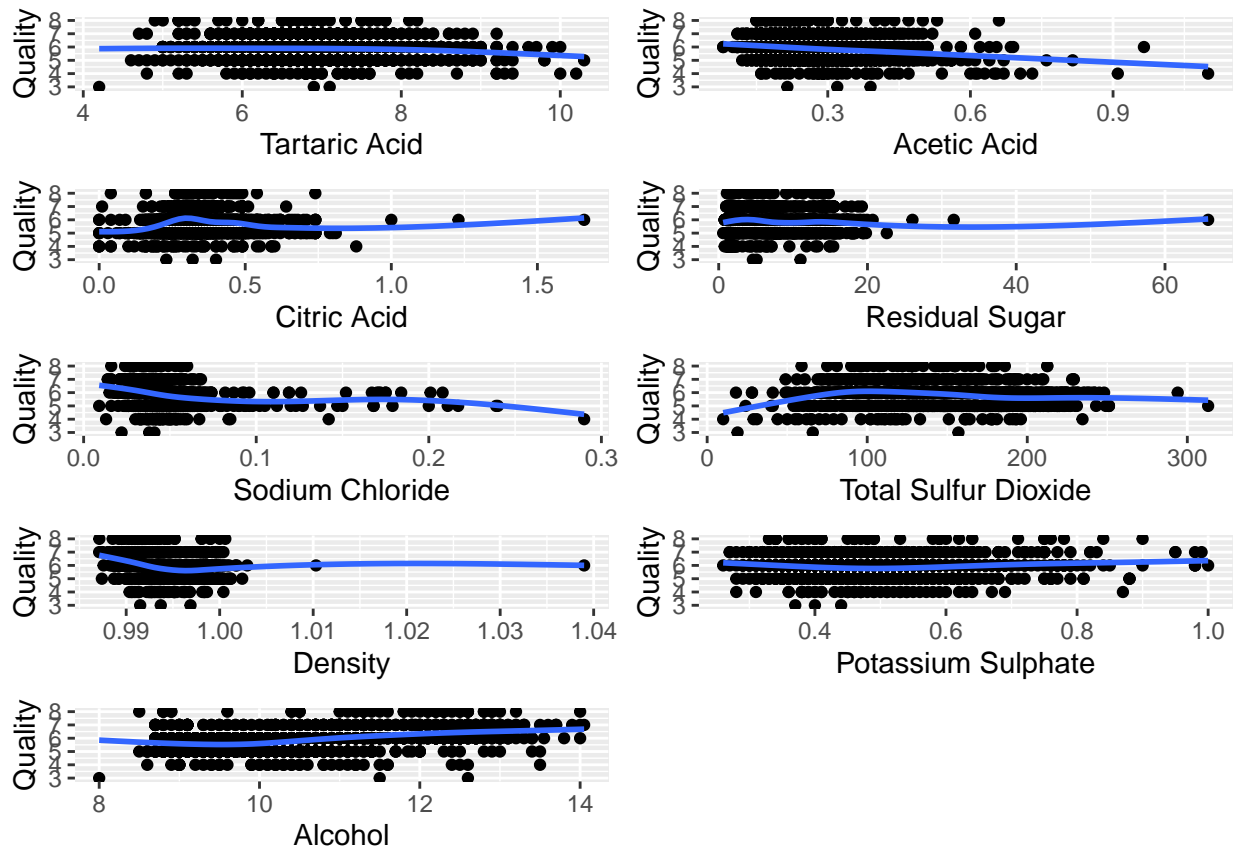 Quality
8
7
6
5
4
3
4 6 8 10
Tartaric Acid
Quality
8
7
6
5
4
3
0.3 0.6 0.9
Acetic Acid
Quality
8
7
6
5
4
3
0.0 0.5 1.0 1.5
Citric Acid
Quality
8
7
6
5
4
3
0 20 40 60
Residual Sugar
Quality
8
7
6
5
4
3
0.0 0.1 0.2 0.3
Sodium Chloride
Quality
8
7
6
5
4
3
0 100 200 300
Total Sulfur Dioxide
Quality
8
7
6
5
4
3
0.99 1.00 1.01 1.02 1.03 1.04
Density
Quality
8
7
6
5
4
3
0.4 0.6 0.8 1.0
Potassium Sulphate
Quality
8
7
6
5
4
3
8 10 12 14
Alcohol